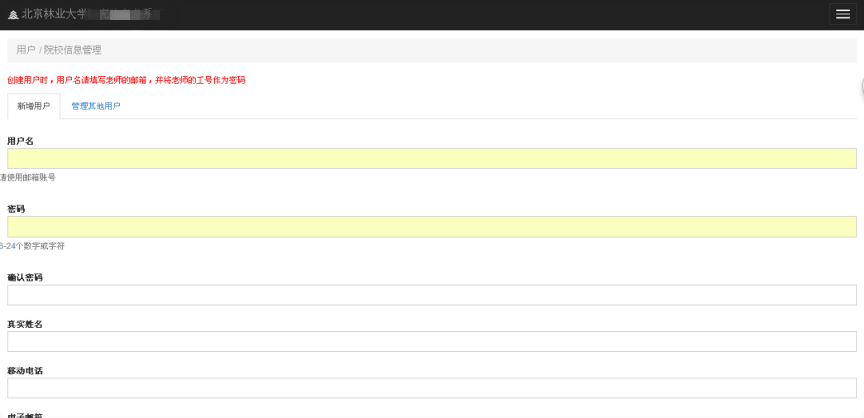 北京林业大学
用户 / 院校信息管理
创建用户时，用户名请填写老师的邮箱，并将老师的工号作为密码
新增用户 管理其他用户
用户名
请使用邮箱账号
密码
6-24个数字或字符
确认密码
真实姓名
移动电话
电子邮箱